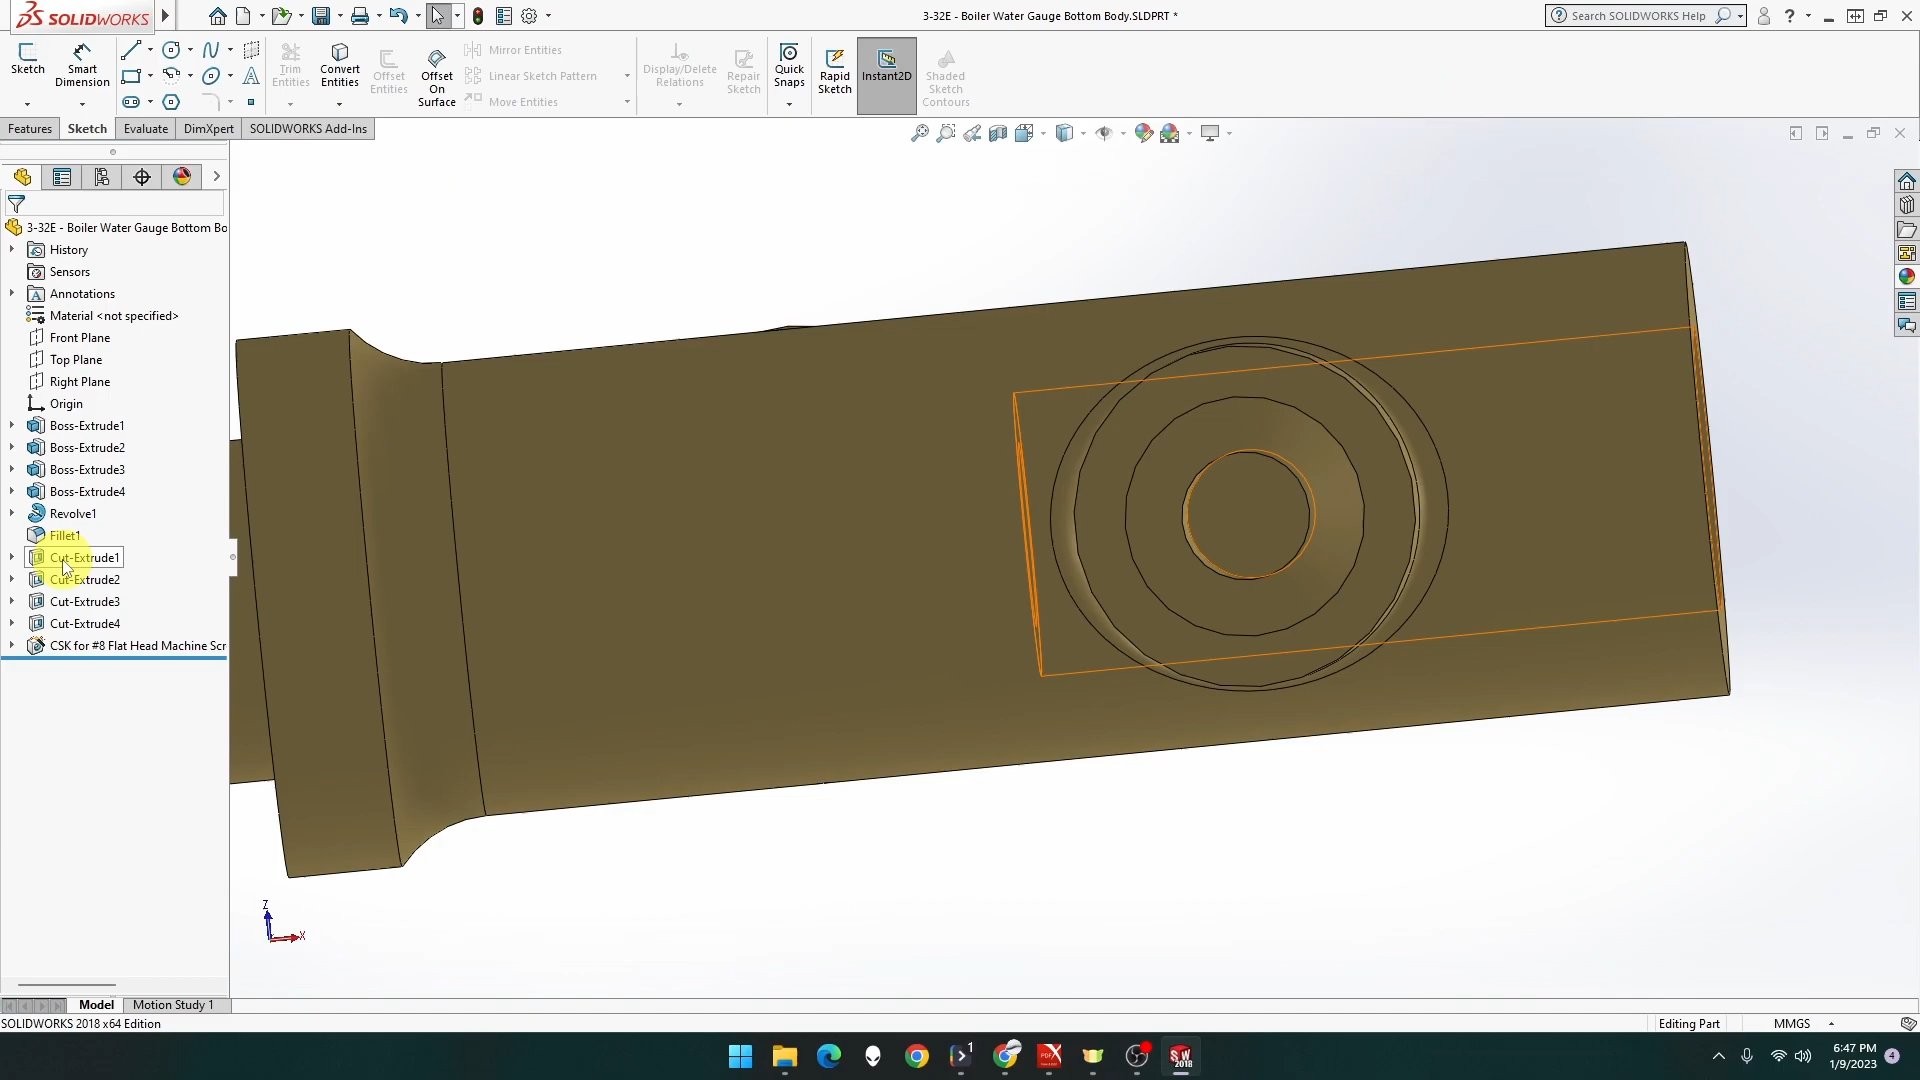 SOLIDWORKS
3-32E - Boiler Water Gauge Bottom Body.SLDPRT *
Search SOLIDWORKS Help
Sketch
Smart Dimension
Trim Entities
Convert Entities
Offset Entities
Offset On Surface
Mirror Entities
Linear Sketch Pattern
Move Entities
Display/Delete Relations
Repair Sketch
Quick Snaps
Rapid Sketch
Instant2D
Shaded Sketch Contours
Features
Sketch
Evaluate
DimXpert
SOLIDWORKS Add-Ins
3-32E - Boiler Water Gauge Bottom Bo
History
Sensors
Annotations
Material <not specified>
Front Plane
Top Plane
Right Plane
Origin
Boss-Extrude1
Boss-Extrude2
Boss-Extrude3
Boss-Extrude4
Revolve1
Fillet1
Cut-Extrude1
Cut-Extrude2
Cut-Extrude3
Cut-Extrude4
CSK for #8 Flat Head Machine Scr
Z
X
Model
Motion Study 1
SOLIDWORKS 2018 x64 Edition
Editing Part
MMGS
1
PDF
SW
2018
6:47 PM
1/9/2023
4